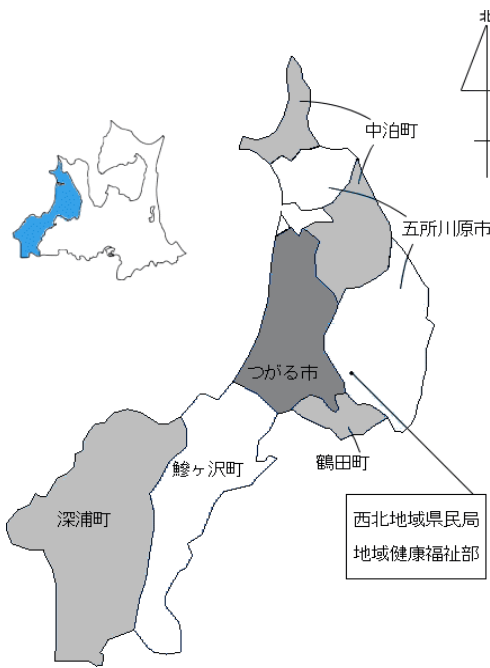 北
中泊町
五所川原市
つがる市
鶴田町
鰺ヶ沢町
深浦町
西北地域県民局
地域健康福祉部